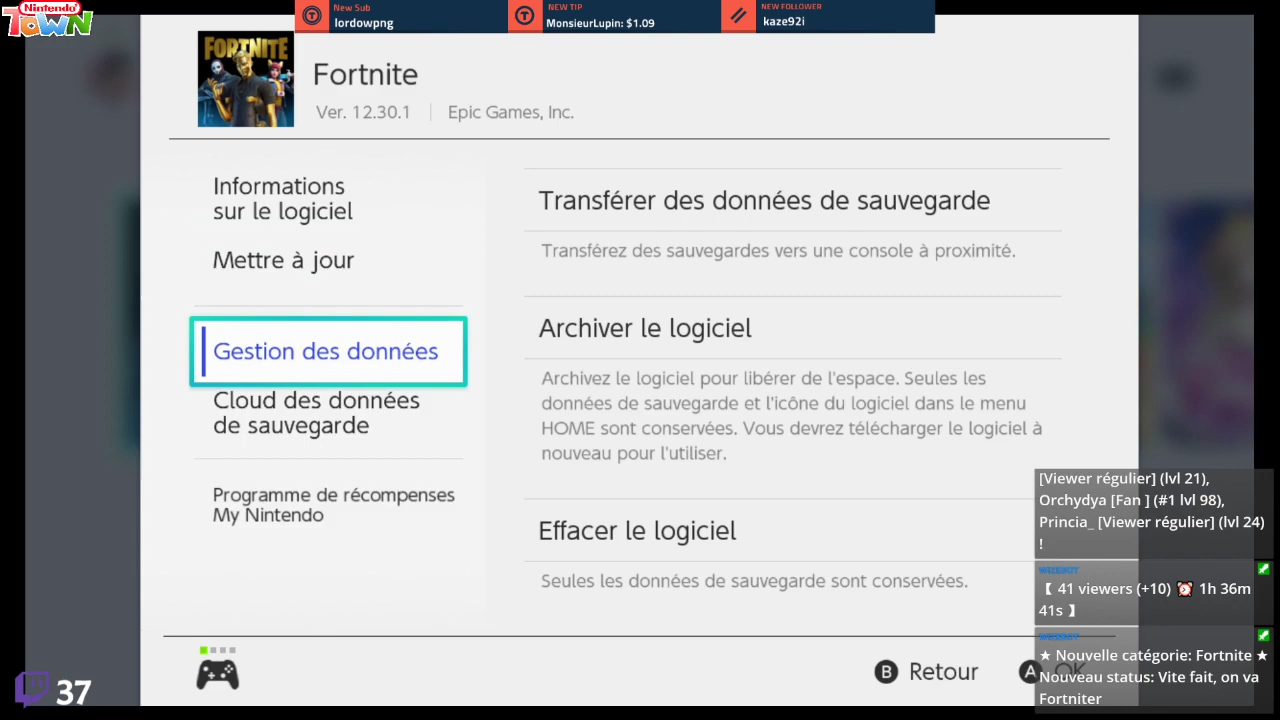 Nintendo
TOWN
New Sub
lordowpng
NEW TIP
MonsieurLupin: $1.09
NEW FOLLOWER
kaze92i
FORTNITE
Fortnite
Ver. 12.30.1
Epic Games, Inc.
Informations
sur le logiciel
Mettre à jour
Gestion des données
Cloud des données
de sauvegarde
Programme de récompenses
My Nintendo
Transférer des données de sauvegarde
Transférez des sauvegardes vers une console à proximité.
Archiver le logiciel
Archivez le logiciel pour libérer de l'espace. Seules les
données de sauvegarde et l'icône du logiciel dans le menu
HOME sont conservées. Vous devrez télécharger le logiciel à
nouveau pour l'utiliser.
Effacer le logiciel
Seules les données de sauvegarde sont conservées.
[Viewer régulier] (lvl 21),
Orchydya [Fan ] (#1 lvl 98),
Princia_ [Viewer régulier] (lvl 24)
!
WIZEBOT
【 41 viewers (+10) ⏰ 1h 36m
41s 】
WIZEBOT
★ Nouvelle catégorie: Fortnite ★
Nouveau status: Vite fait, on va
Fortniter
37
B Retour
A OK